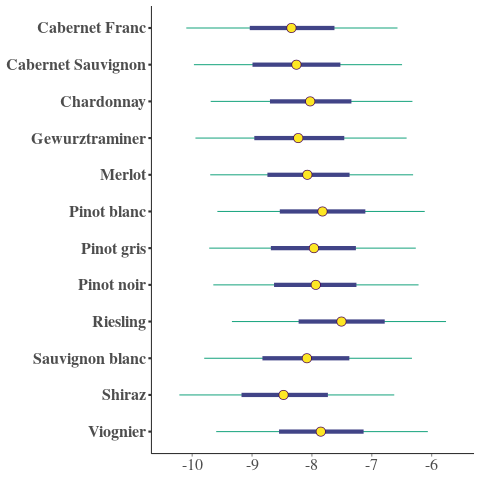 Cabernet Franc
Cabernet Sauvignon
Chardonnay
Gewurztraminer
Merlot
Pinot blanc
Pinot gris
Pinot noir
Riesling
Sauvignon blanc
Shiraz
Viognier
-10 -9 -8 -7 -6